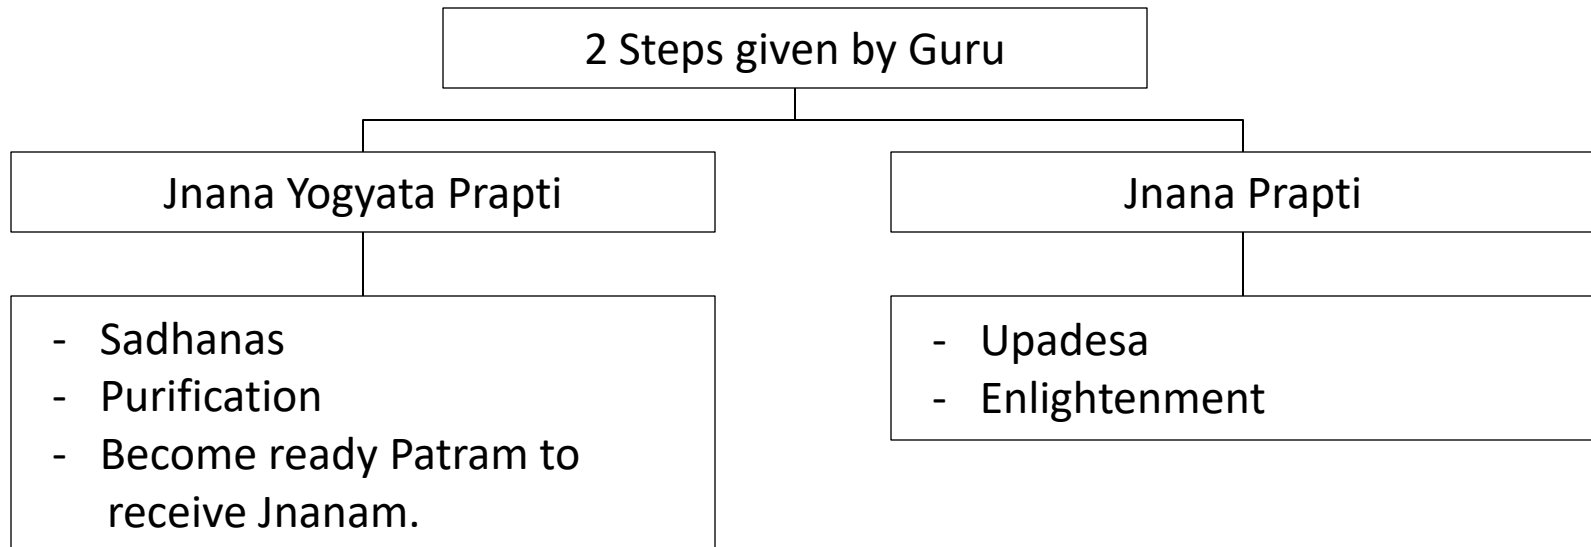 2 Steps given by Guru
Jnana Yogyata Prapti
Jnana Prapti
- Sadhanas
- Purification
- Become ready Patram to
receive Jnanam.
- Upadesa
- Enlightenment